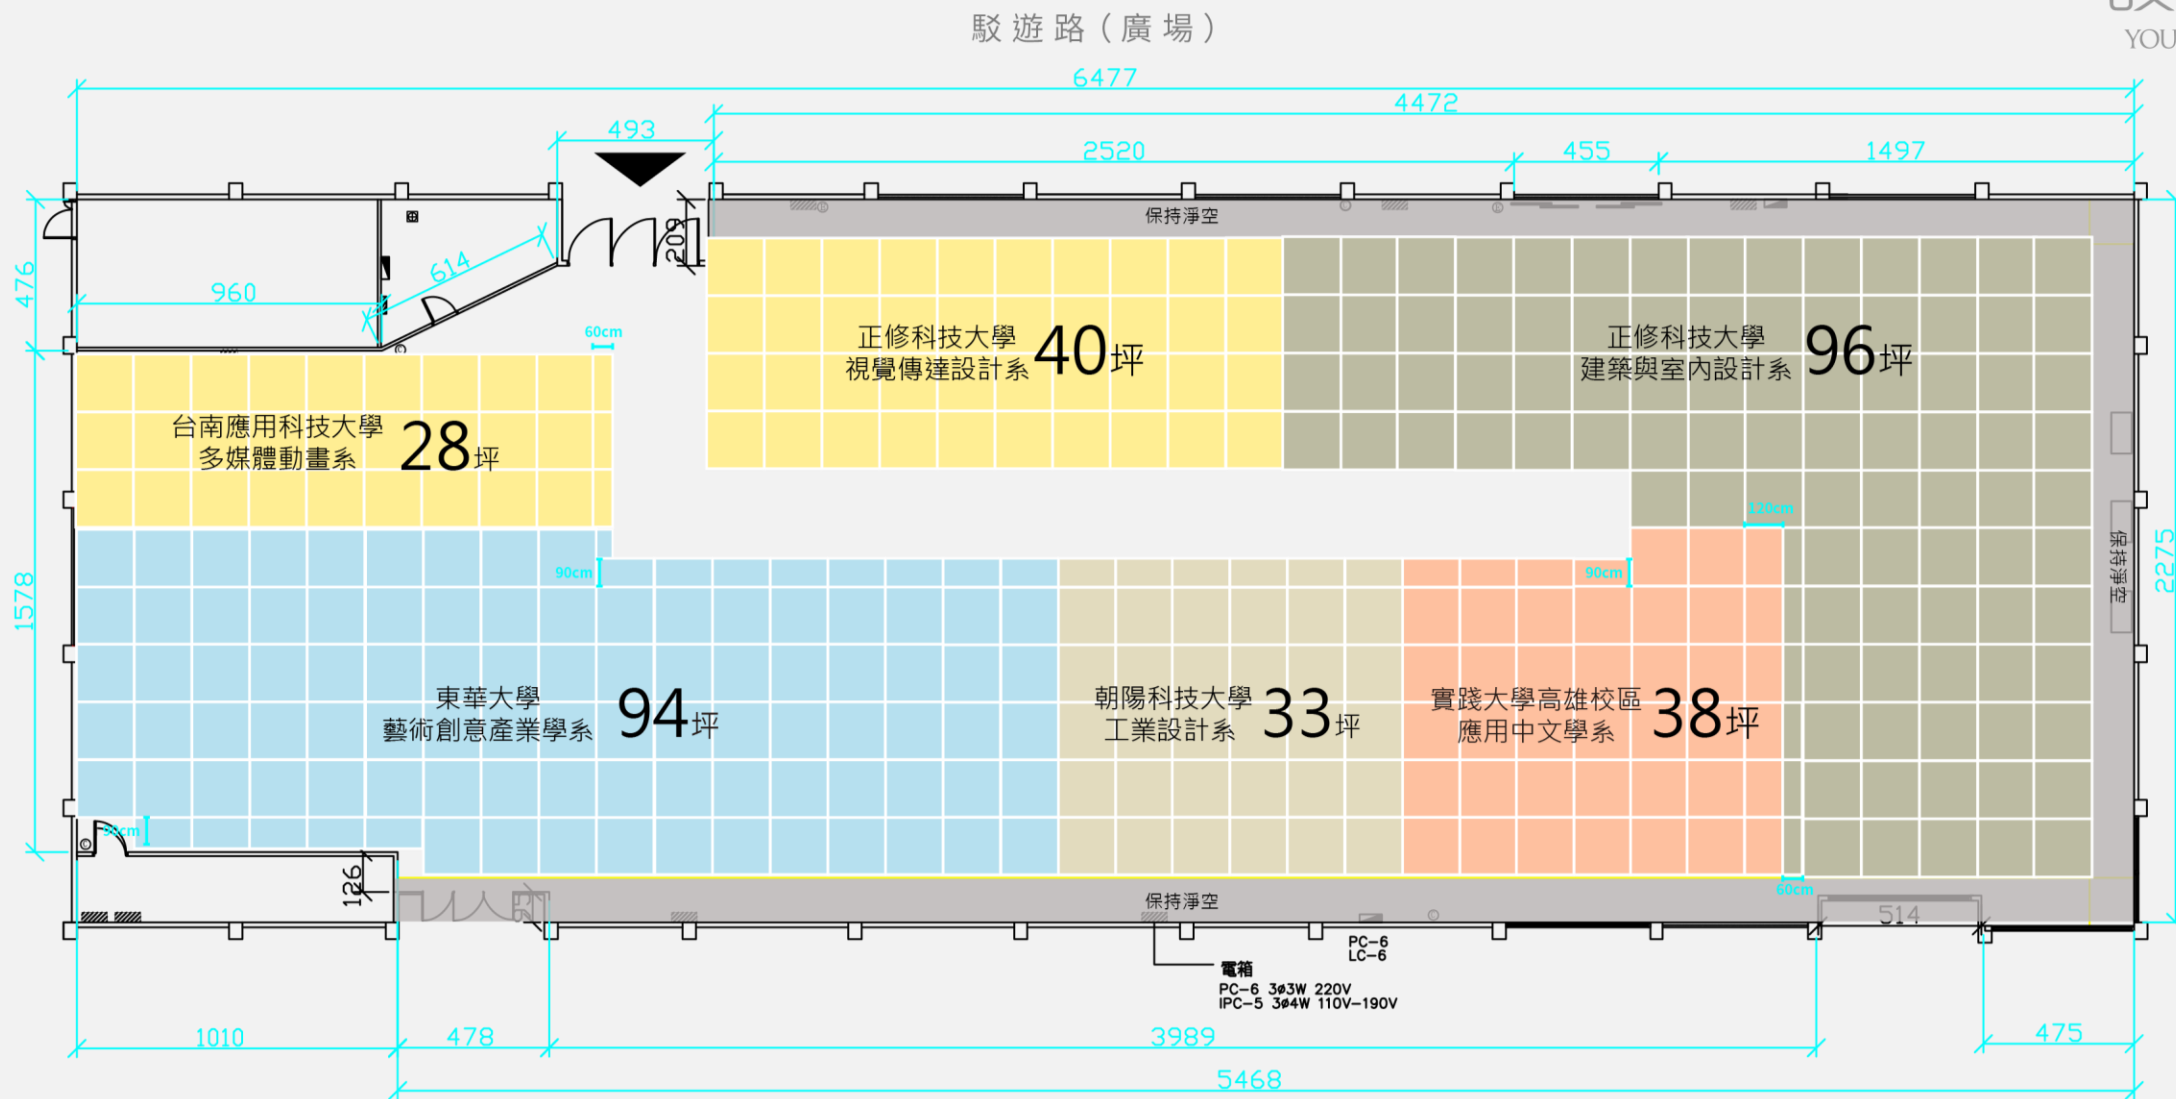 駁遊路（廣場）
YOU
6477
4472
493
2520
455
1497
保持淨空
209
476
614
960
60cm
正修科技大學
視覺傳達設計系 40坪
正修科技大學
建築與室內設計系 96坪
台南應用科技大學
多媒體動畫系 28坪
120cm
90cm
90cm
保持淨空
2275
1578
東華大學
藝術創意產業學系 94坪
朝陽科技大學
工業設計系 33坪
實踐大學高雄校區
應用中文學系 38坪
90cm
126
保持淨空
60cm
514
PC-6
LC-6
電箱
PC-6 3ø3W 220V
IPC-5 3ø4W 110V-190V
1010
478
3989
475
5468